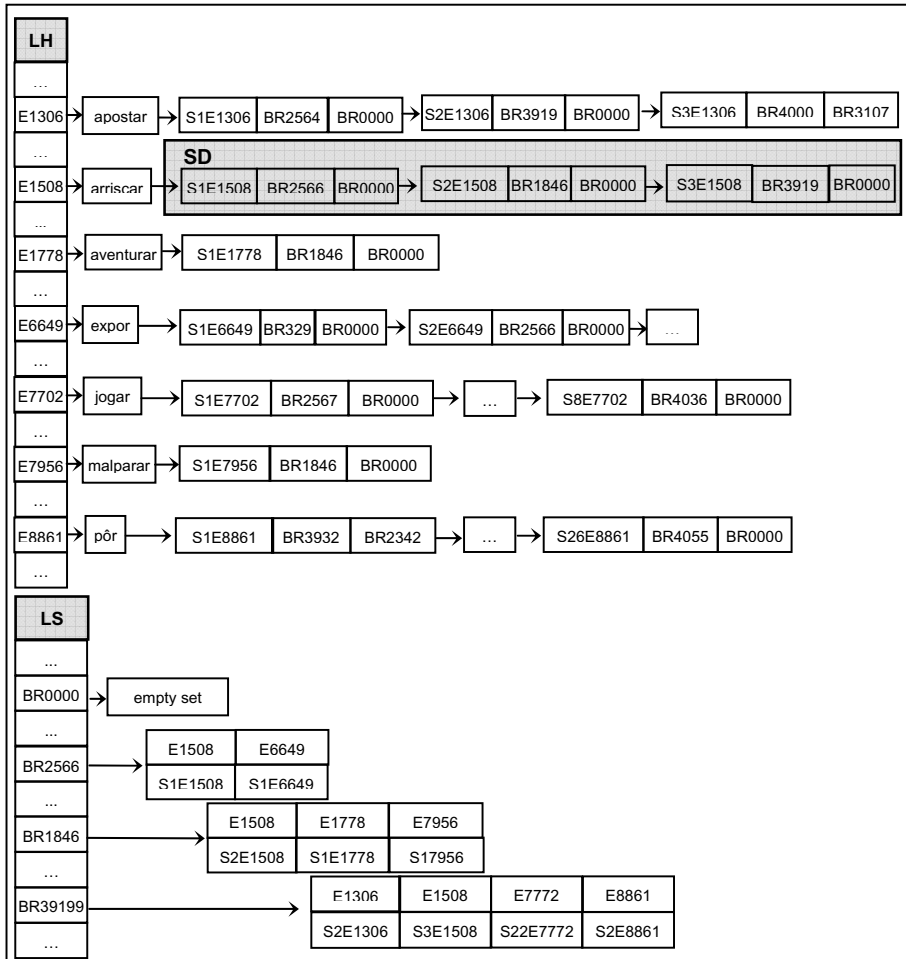 LH
...
E1306 apostar S1E1306 BR2564 BR0000 S2E1306 BR3919 BR0000 S3E1306 BR4000 BR3107
...
SD
E1508 arriscar S1E1508 BR2566 BR0000 S2E1508 BR1846 BR0000 S3E1508 BR3919 BR0000
...
E1778 aventurar S1E1778 BR1846 BR0000
...
E6649 expor S1E6649 BR329 BR0000 S2E6649 BR2566 BR0000 ...
...
E7702 jogar S1E7702 BR2567 BR0000 ... S8E7702 BR4036 BR0000
...
E7956 malparar S1E7956 BR1846 BR0000
...
E8861 pôr S1E8861 BR3932 BR2342 ... S26E8861 BR4055 BR0000
...
LS
...
BR0000 empty set
...
E1508 E6649
BR2566
S1E1508 S1E6649
...
E1508 E1778 E7956
BR1846
S2E1508 S1E1778 S17956
...
E1306 E1508 E7772 E8861
BR39199
S2E1306 S3E1508 S22E7772 S2E8861
...